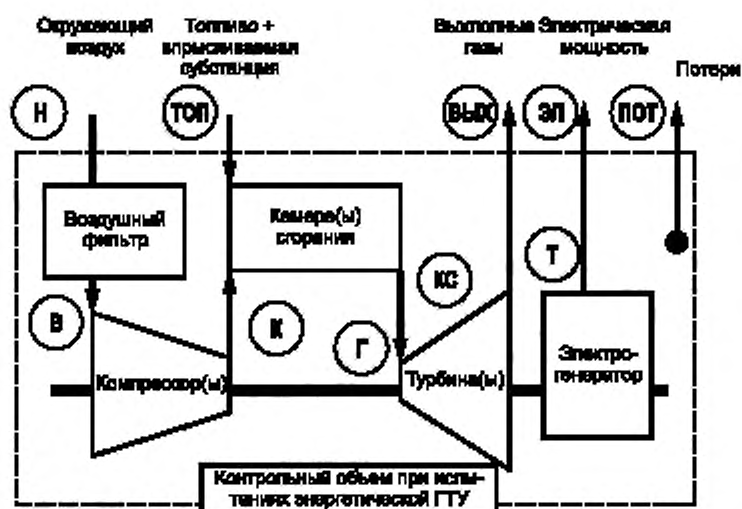 Окружающий
воздух
Топливо +
впрыскиваемая
субстанция
Выхлопные
газы
Электрическая
мощность
Потери
Н
ТОП
ВЫХ
ЭЛ
ПОТ
Воздушный
фильтр
Камера(ы)
сгорания
В
К
Г
КС
Т
Компрессор(ы)
Турбина(ы)
Электро-
генератор
Контрольный объем при испы-
таниях энергетической ГТУ